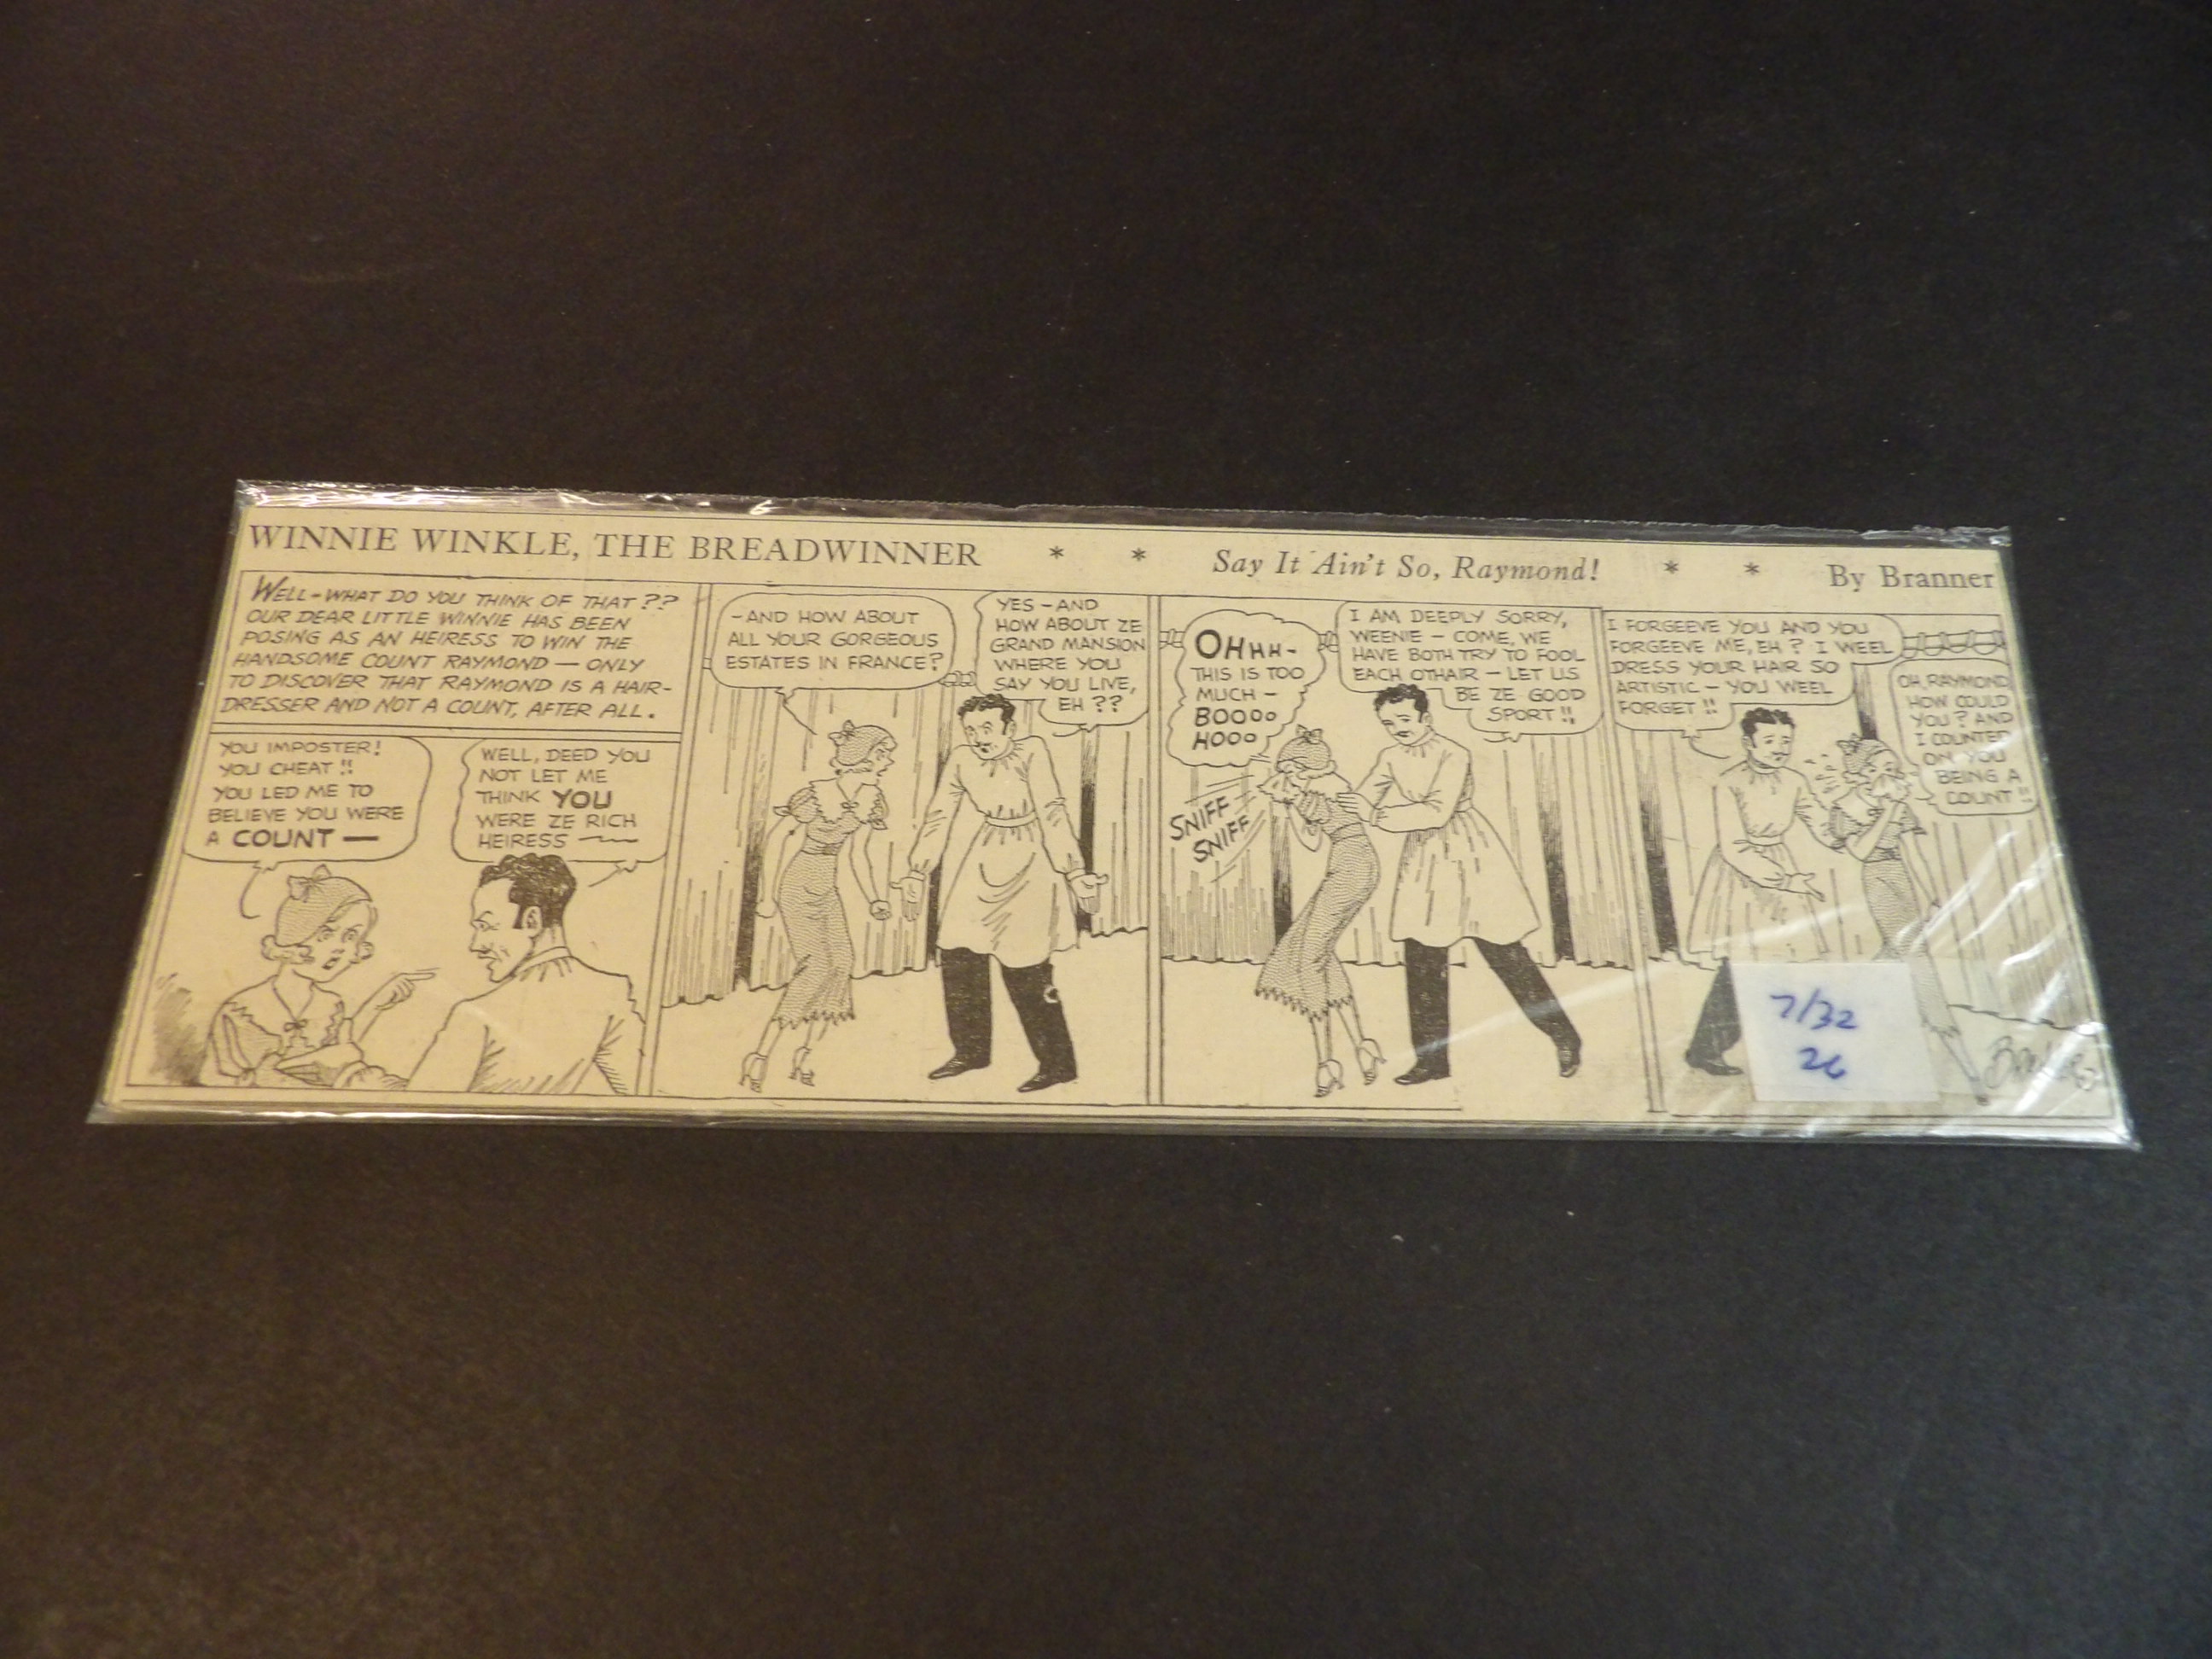 WINNIE WINKLE, THE BREADWINNER * * Say It Ain't So, Raymond! * * By Branner
WELL-WHAT DO YOU THINK OF THAT??
OUR DEAR LITTLE WINNIE HAS BEEN
POSING AS AN HEIRESS TO WIN THE
HANDSOME COUNT RAYMOND — ONLY
TO DISCOVER THAT RAYMOND IS A HAIR-
DRESSER AND NOT A COUNT, AFTER ALL.
YOU IMPOSTER!
YOU CHEAT!!
YOU LED ME TO
BELIEVE YOU WERE
A COUNT —
WELL, DEED YOU
NOT LET ME
THINK YOU
WERE ZE RICH
HEIRESS —
-AND HOW ABOUT
ALL YOUR GORGEOUS
ESTATES IN FRANCE?
YES-AND
HOW ABOUT ZE
GRAND MANSION
WHERE YOU
SAY YOU LIVE,
EH??
OHHH-
THIS IS TOO
MUCH-
BOOOO
HOOO
SNIFF
SNIFF
I AM DEEPLY SORRY,
WEENIE - COME, WE
HAVE BOTH TRY TO FOOL
EACH OTHAIR - LET US
BE ZE GOOD
SPORT!!
I FORGEEVE YOU AND YOU
FORGEEVE ME, EH? I WEEL
DRESS YOUR HAIR SO
ARTISTIC - YOU WEEL
FORGET!!
OH, RAYMOND
HOW COULD
YOU? AND
I COUNTED
ON YOU
BEING A
COUNT!!
7/32
26
Branner